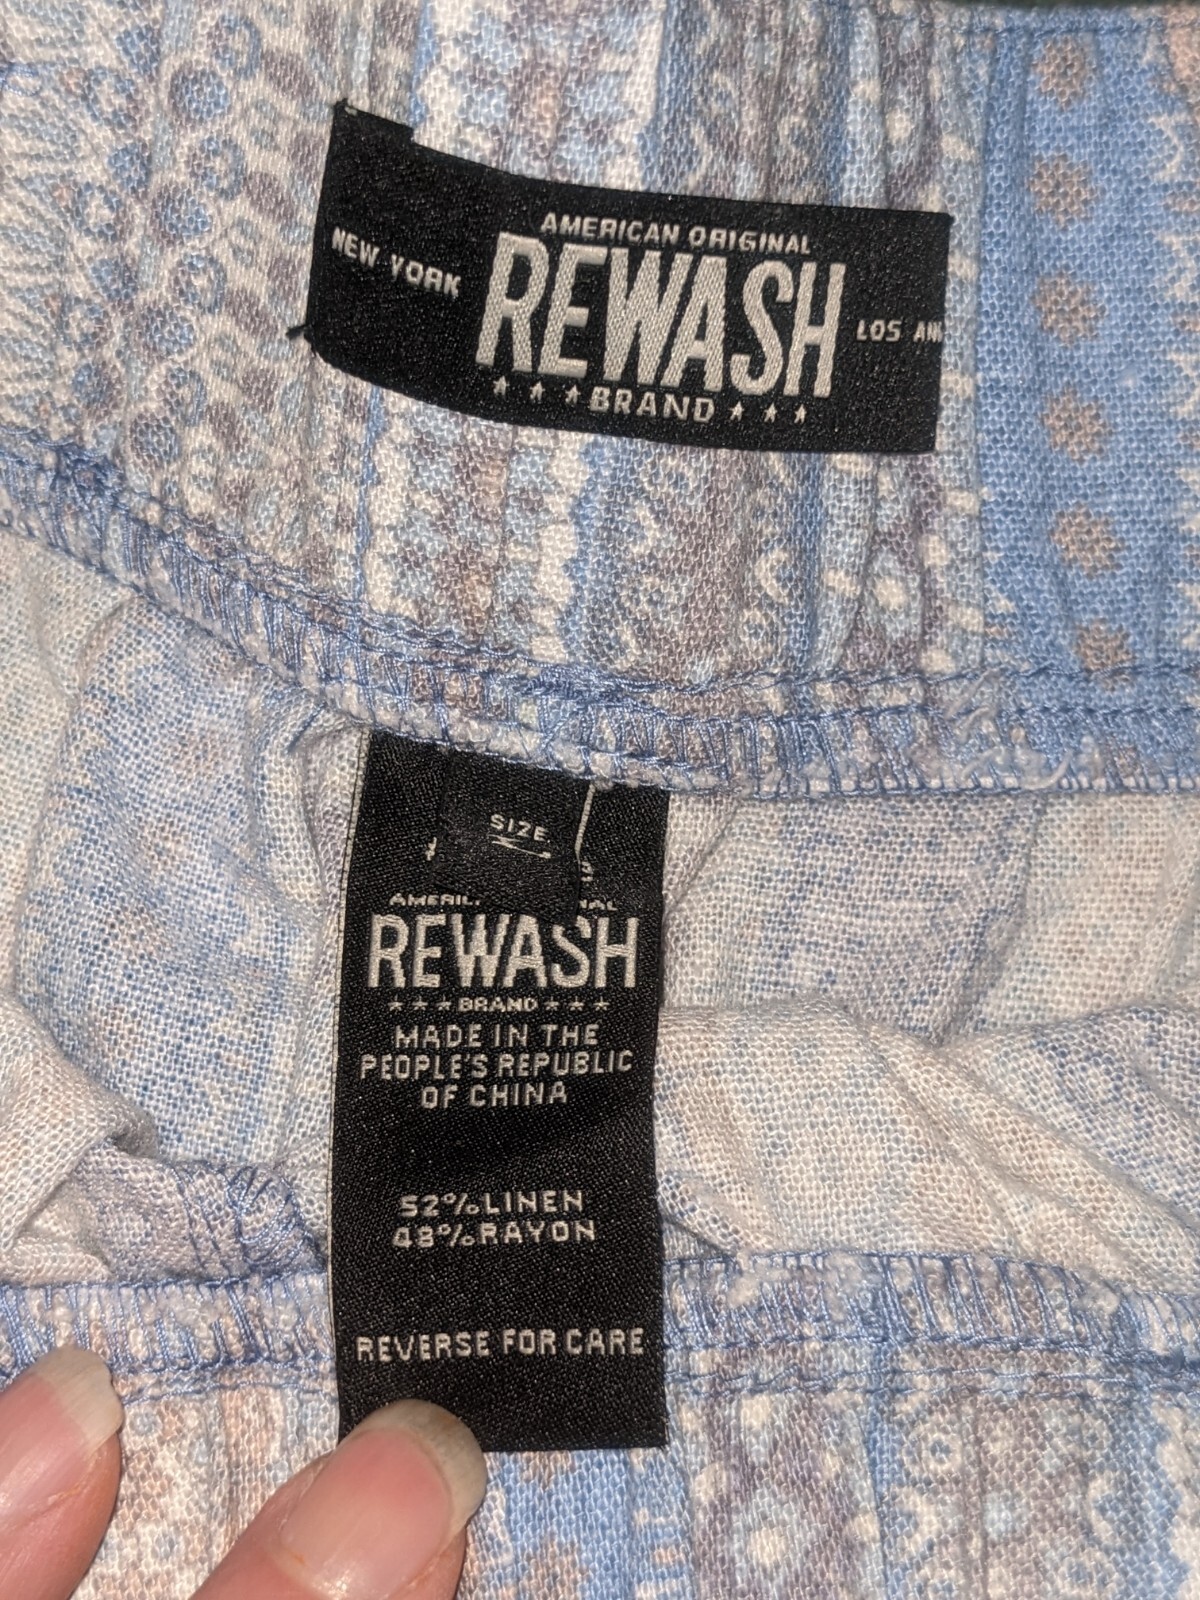 AMERICAN ORIGINAL
NEW YORK
REWASH
LOS AN
★ ★ ★ BRAND ★ ★ ★
SIZE
REWASH
★ ★ ★ BRAND ★ ★ ★
MADE IN THE
PEOPLE'S REPUBLIC
OF CHINA
52% LINEN
48% RAYON
REVERSE FOR CARE